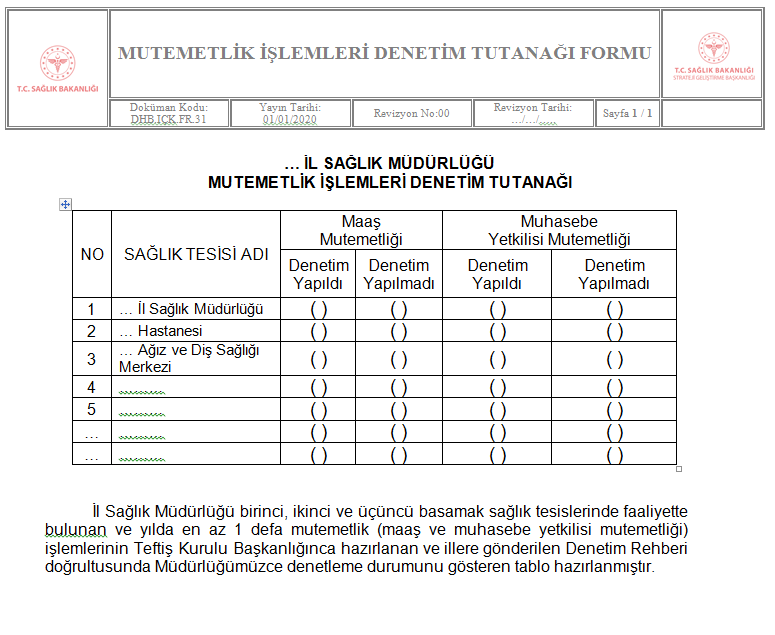 T.C. SAĞLIK BAKANLIĞI
MUTEMETLİK İŞLEMLERİ DENETİM TUTANAĞI FORMU
T.C. SAĞLIK BAKANLIĞI
STRATEJİ GELİŞTİRME BAŞKANLIĞI
Doküman Kodu:
DHB.İÇK.FR.31
Yayın Tarihi:
01/01/2020
Revizyon No:00
Revizyon Tarihi:
.../.../.....
Sayfa 1 / 1
... İL SAĞLIK MÜDÜRLÜĞÜ
MUTEMETLİK İŞLEMLERİ DENETİM TUTANAĞI
NO
SAĞLIK TESİSİ ADI
Maaş
Mutemetliği
Muhasebe
Yetkilisi Mutemetliği
Denetim
Yapıldı
Denetim
Yapılmadı
Denetim
Yapıldı
Denetim
Yapılmadı
1 ... İl Sağlık Müdürlüğü ( ) ( ) ( ) ( )
2 ... Hastanesi ( ) ( ) ( ) ( )
3 ... Ağız ve Diş Sağlığı
Merkezi ( ) ( ) ( ) ( )
4 ............ ( ) ( ) ( ) ( )
5 ............ ( ) ( ) ( ) ( )
... ............ ( ) ( ) ( ) ( )
... ............ ( ) ( ) ( ) ( )
İl Sağlık Müdürlüğü birinci, ikinci ve üçüncü basamak sağlık tesislerinde faaliyette
bulunan ve yılda en az 1 defa mutemetlik (maaş ve muhasebe yetkilisi mutemetliği)
işlemlerinin Teftiş Kurulu Başkanlığınca hazırlanan ve illere gönderilen Denetim Rehberi
doğrultusunda Müdürlüğümüzce denetleme durumunu gösteren tablo hazırlanmıştır.